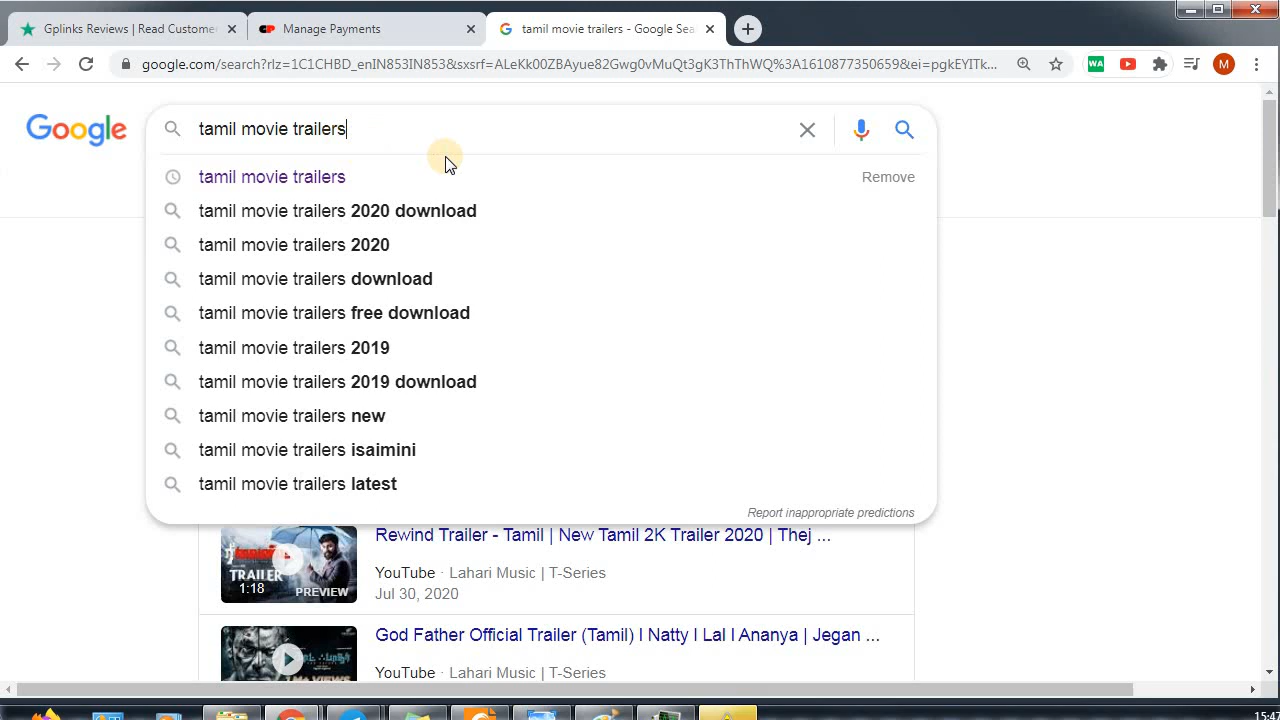 Gplinks Reviews | Read Custome
Manage Payments
tamil movie trailers - Google Sea
google.com/search?rlz=1C1CHBD_enIN853IN853&sxsrf=ALeKk00ZBAyue82Gwg0vMuQt3gK3ThThWQ%3A1610877350659&ei=pgkEYITk...
WA
M
Google
tamil movie trailers
tamil movie trailers
Remove
tamil movie trailers 2020 download
tamil movie trailers 2020
tamil movie trailers download
tamil movie trailers free download
tamil movie trailers 2019
tamil movie trailers 2019 download
tamil movie trailers new
tamil movie trailers isaimini
tamil movie trailers latest
Report inappropriate predictions
Rewind Trailer - Tamil | New Tamil 2K Trailer 2020 | Thej ...
YouTube · Lahari Music | T-Series
Jul 30, 2020
TRAILER
1:18
PREVIEW
God Father Official Trailer (Tamil) I Natty I Lal I Ananya | Jegan ...
YouTube · Lahari Music | T-Series
15:47